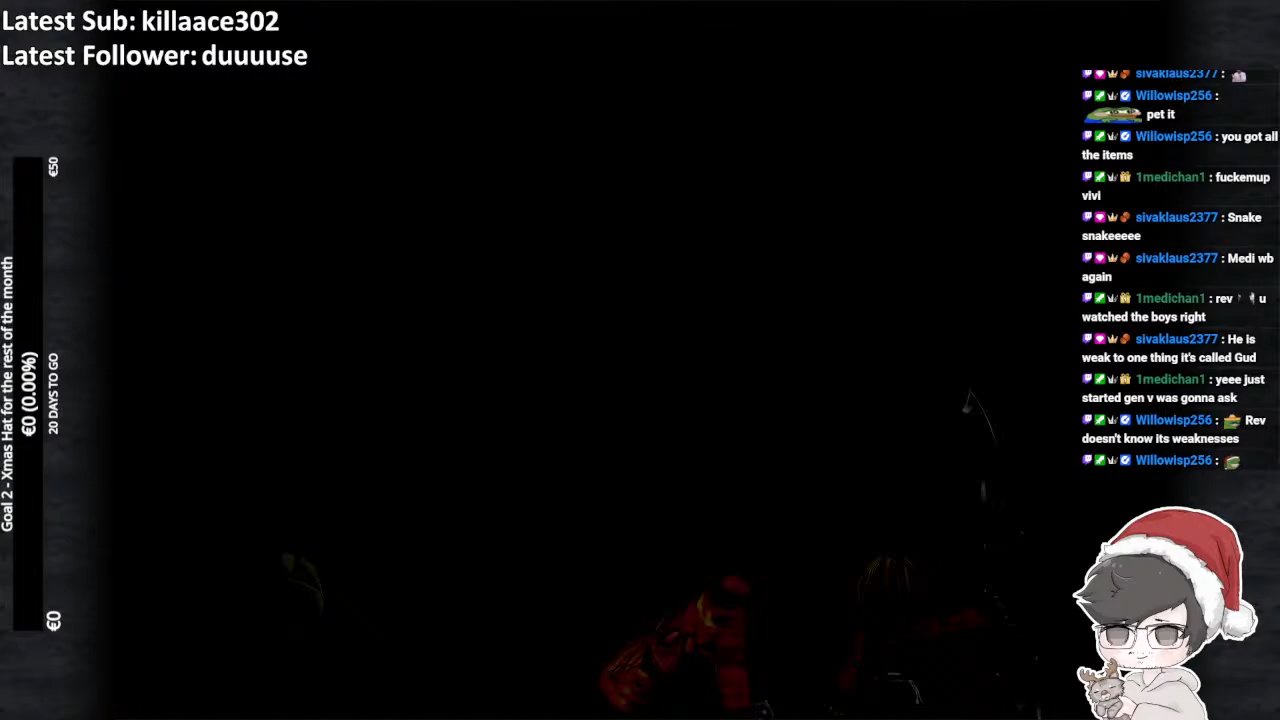 Latest Sub: killaace302
Latest Follower: duuuuse
Goal 2 - Xmas Hat for the rest of the month
€0 (0.00%)
20 DAYS TO GO
€50
€0
sivaklaus2377 :
Willowisp256 :
pet it
Willowisp256 : you got all
the items
1medichan1 : fuckemup
vivi
sivaklaus2377 : Snake
snakeeeee
sivaklaus2377 : Medi wb
again
1medichan1 : rev u
watched the boys right
sivaklaus2377 : He is
weak to one thing it's called Gud
1medichan1 : yeee just
started gen v was gonna ask
Willowisp256 : Rev
doesn't know its weaknesses
Willowisp256 :